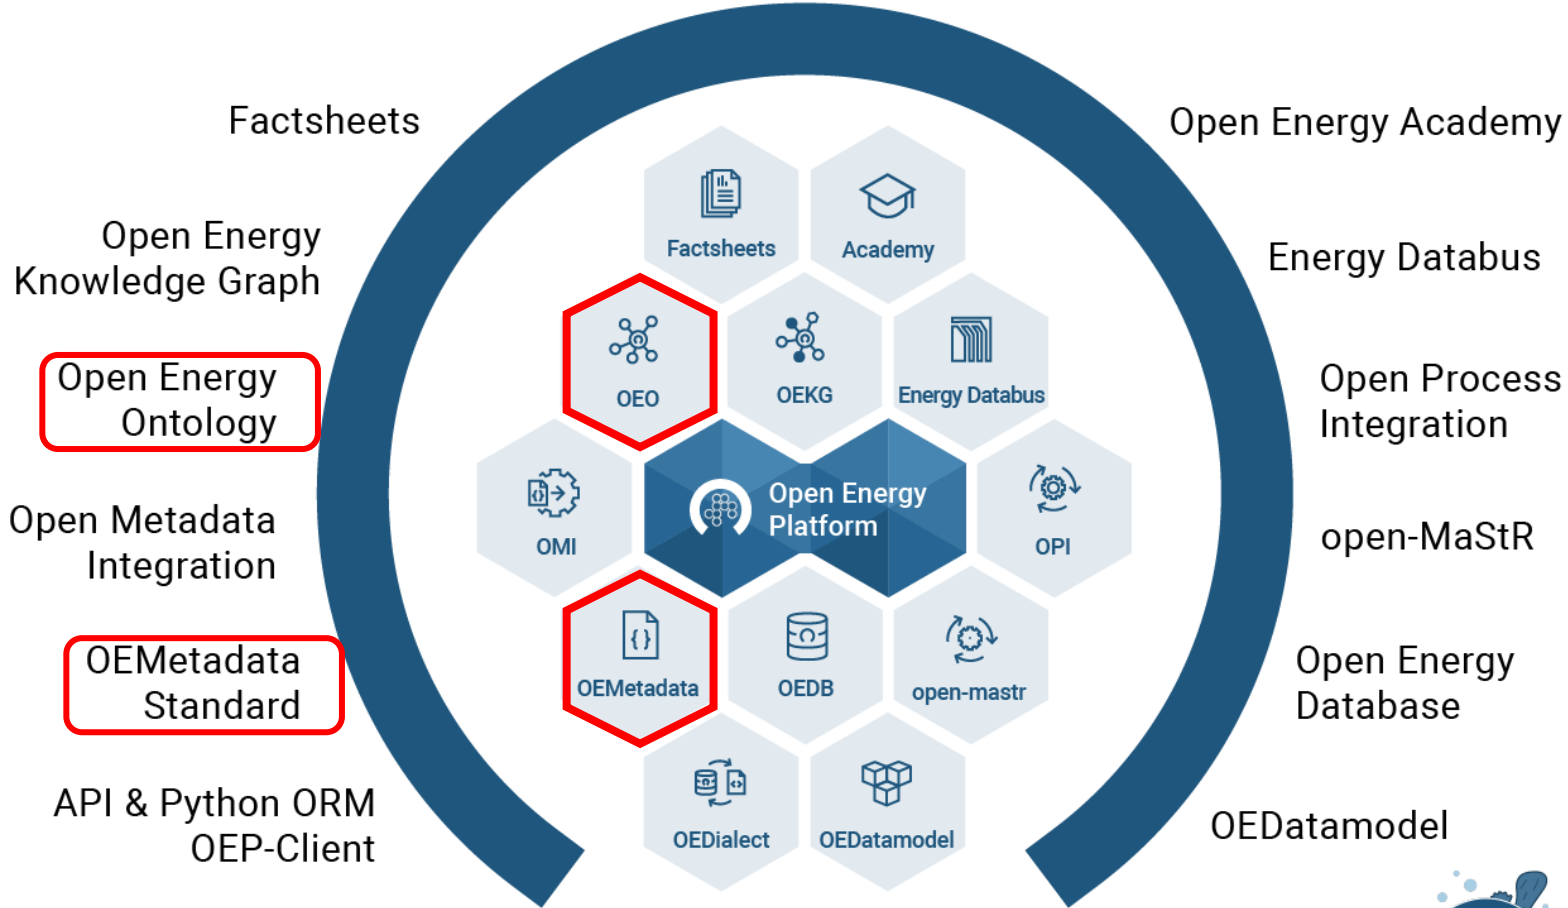 Factsheets
Open Energy
Knowledge Graph
Open Energy
Ontology
Open Metadata
Integration
OEMetadata
Standard
API & Python ORM
OEP-Client
Factsheets
Academy
OEO
OEKG
Energy Databus
OMI
Open Energy
Platform
OPI
OEMetadata
OEDB
open-mastr
OEDialect
OEDatamodel
Open Energy Academy
Energy Databus
Open Process
Integration
open-MaStR
Open Energy
Database
OEDatamodel